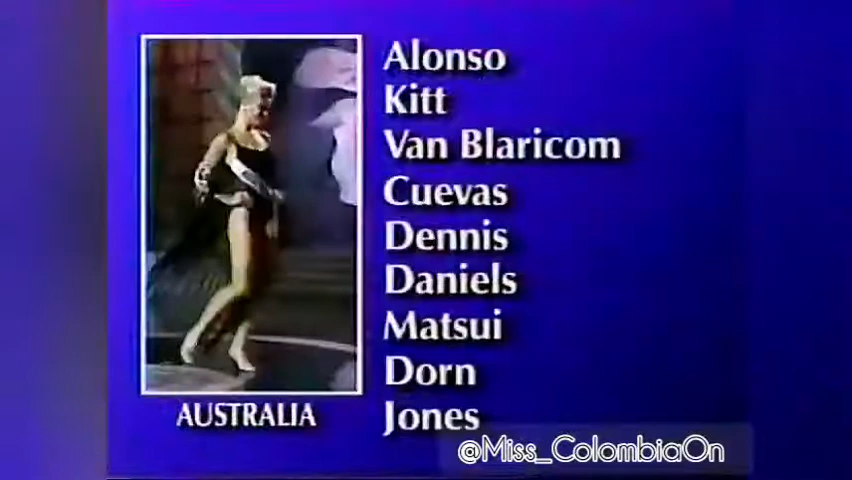 Alonso
Kitt
Van Blaricom
Cuevas
Dennis
Daniels
Matsui
Dorn
Jones
AUSTRALIA
@Miss_ColombiaOn